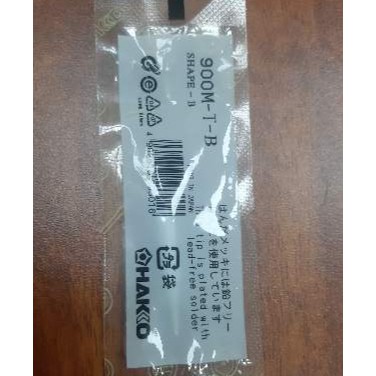 900M-T-B
SHAPE-B
はんだメッキには鉛フリー
を使用しています
tip is plated with
lead-free solder
袋
HAKKO